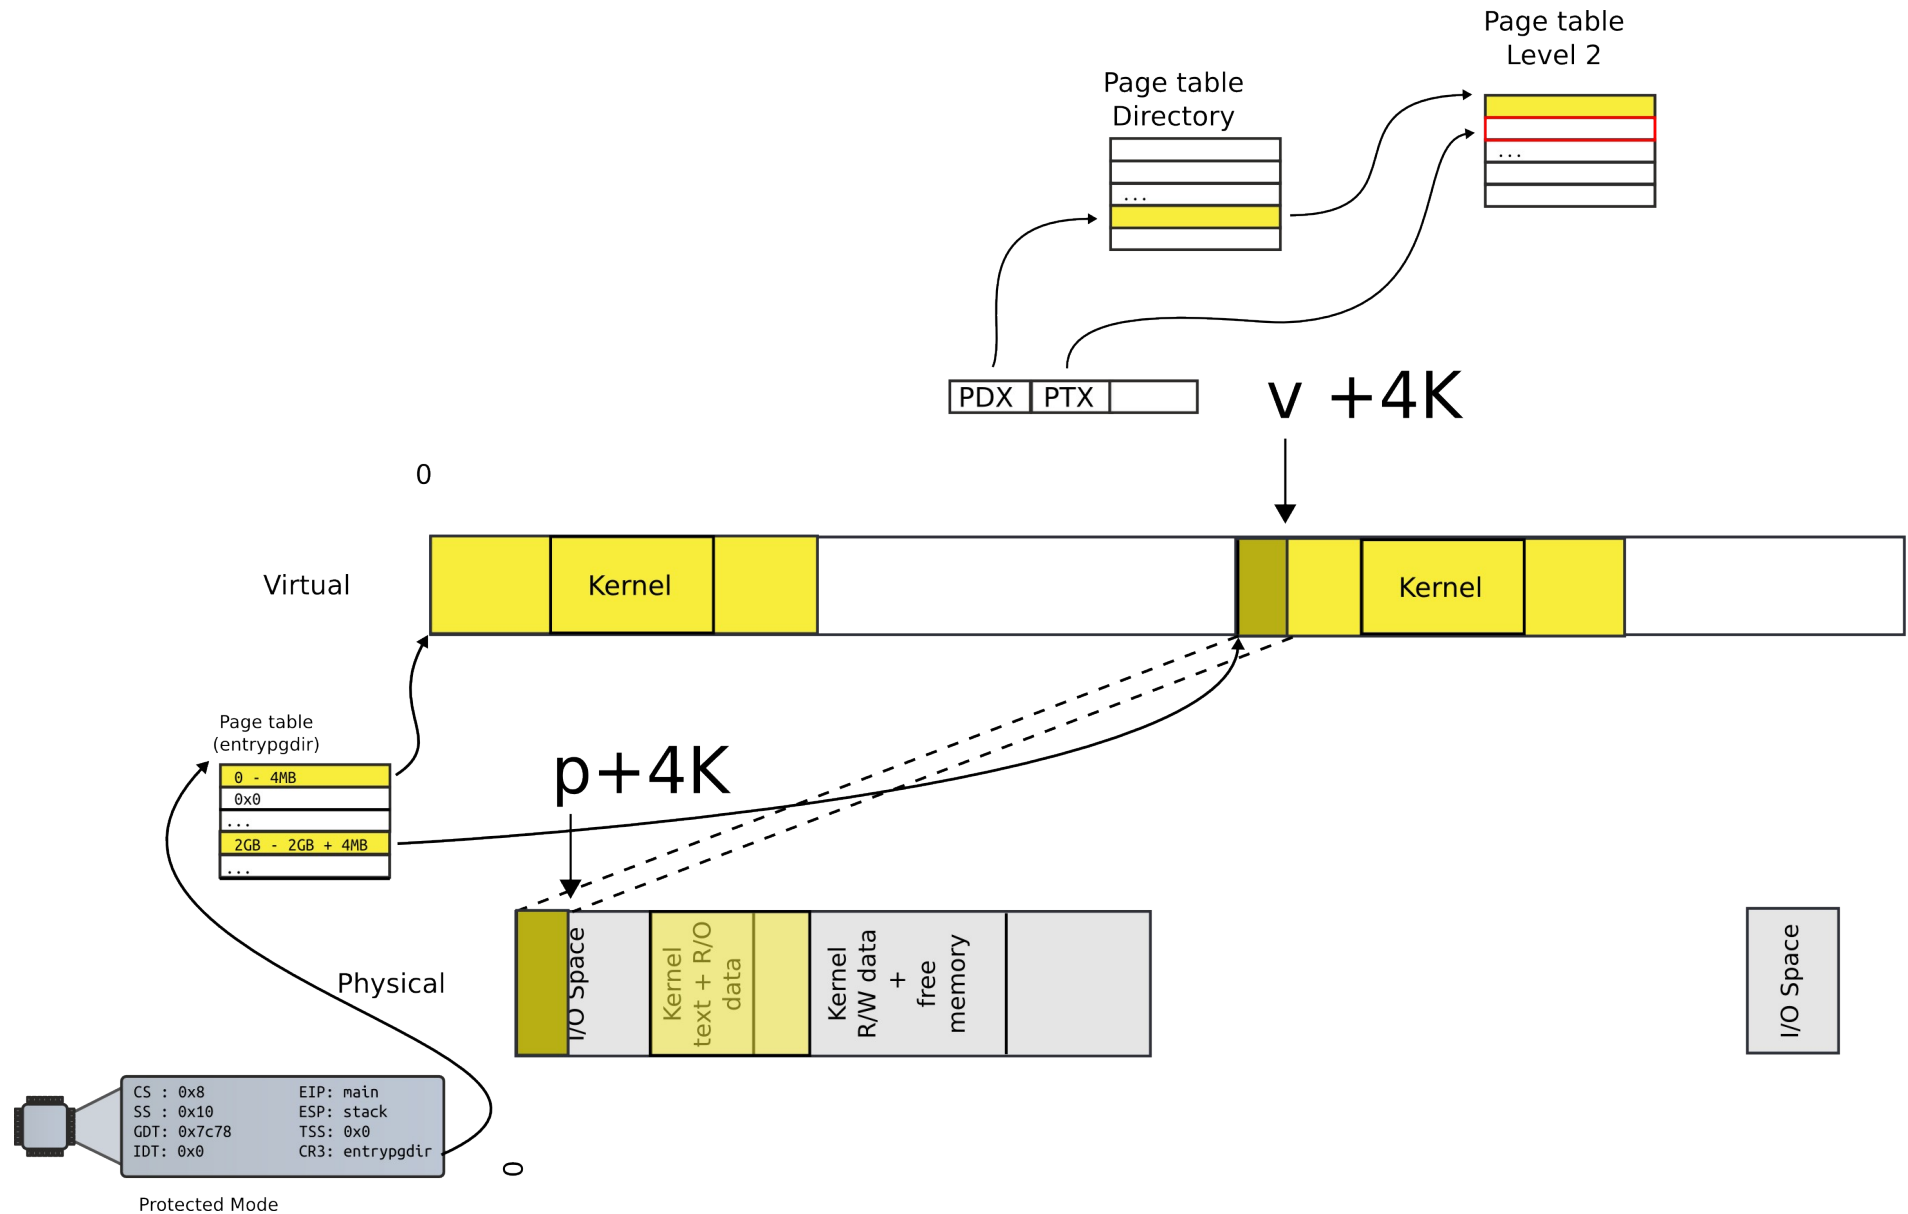 Page table
Level 2
...
Page table
Directory
...
PDX PTX
v +4K
0
Virtual
Kernel
Kernel
Page table
(entrypgdir)
0 - 4MB
0x0
...
2GB - 2GB + 4MB
...
p+4K
Physical
I/O Space
Kernel
text + R/O
data
Kernel
R/W data
+
free
memory
I/O Space
CS : 0x8 EIP: main
SS : 0x10 ESP: stack
GDT: 0x7c78 TSS: 0x0
IDT: 0x0 CR3: entrypgdir
0
Protected Mode